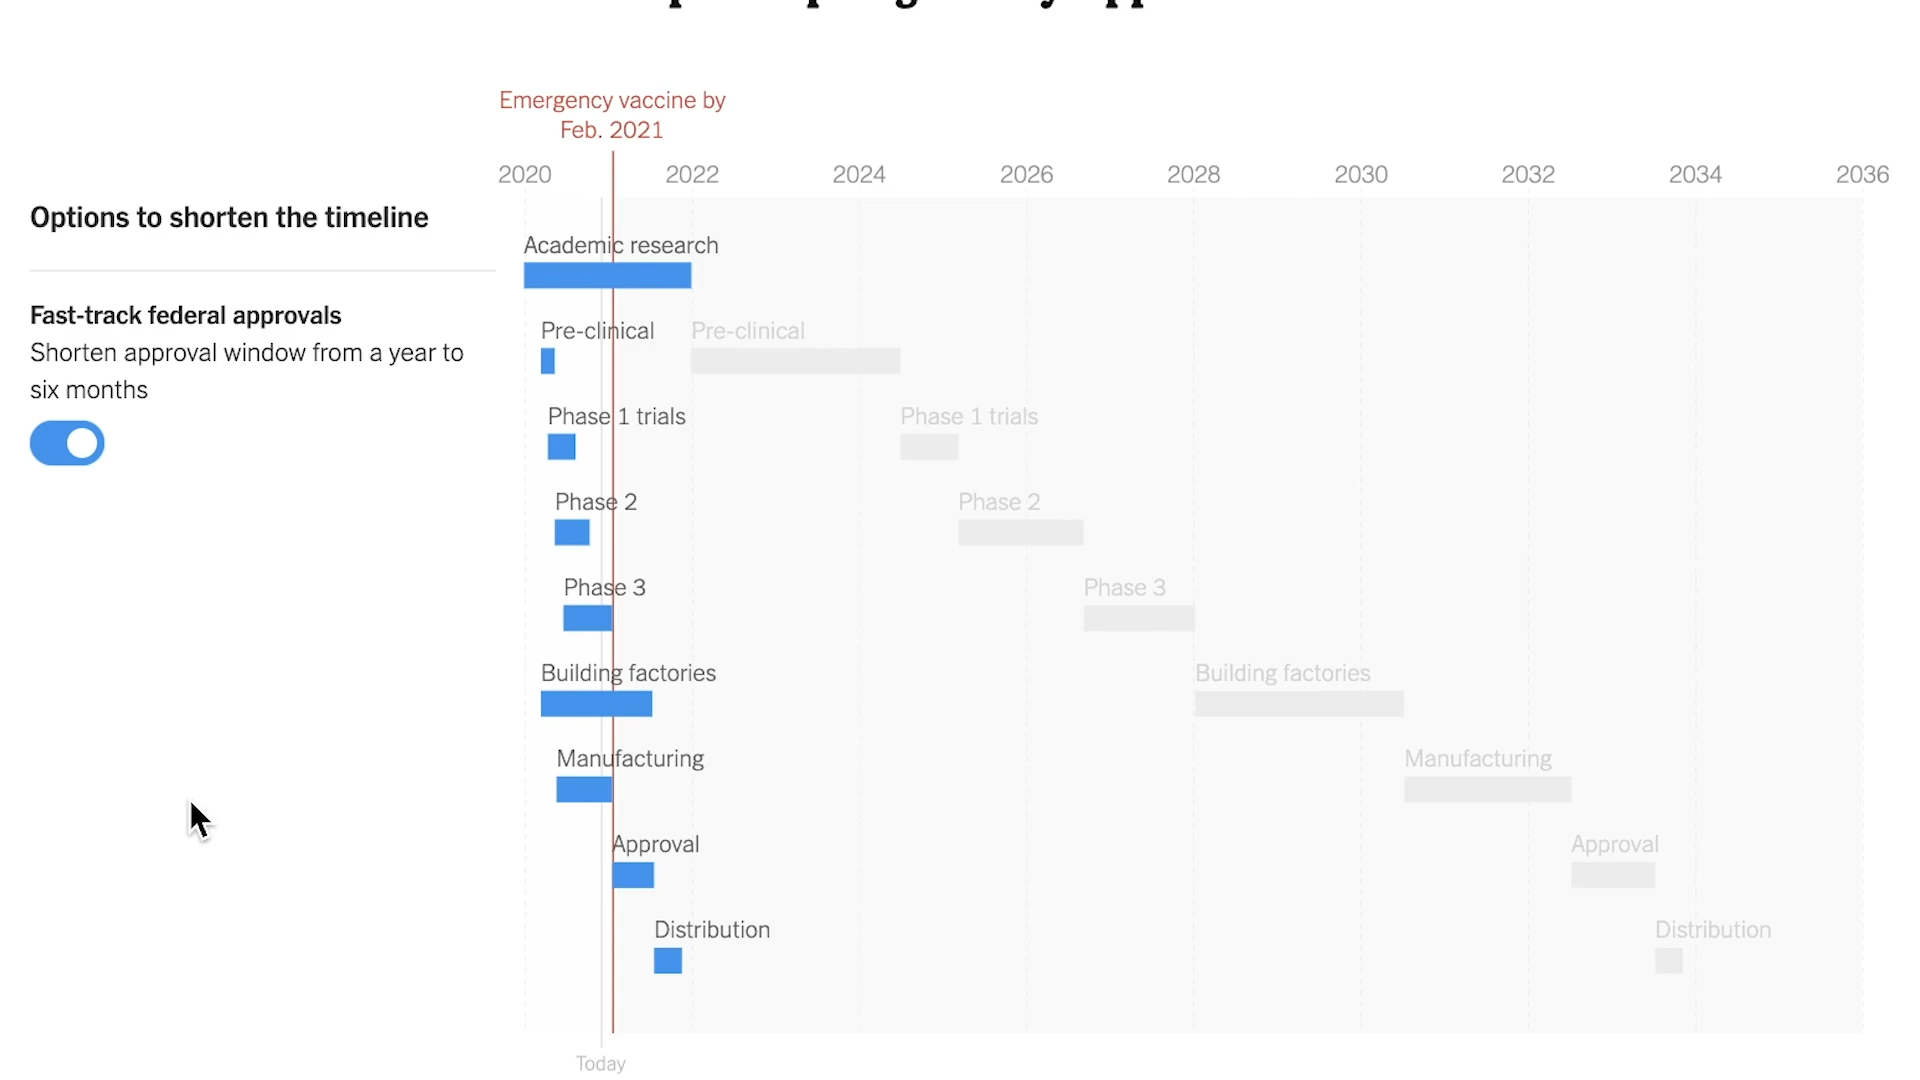 Emergency vaccine by
Feb. 2021
2020 2022 2024 2026 2028 2030 2032 2034 2036
Options to shorten the timeline
Academic research
Fast-track federal approvals
Shorten approval window from a year to
six months
Pre-clinical Pre-clinical
Phase 1 trials Phase 1 trials
Phase 2 Phase 2
Phase 3 Phase 3
Building factories Building factories
Manufacturing Manufacturing
Approval Approval
Distribution Distribution
Today